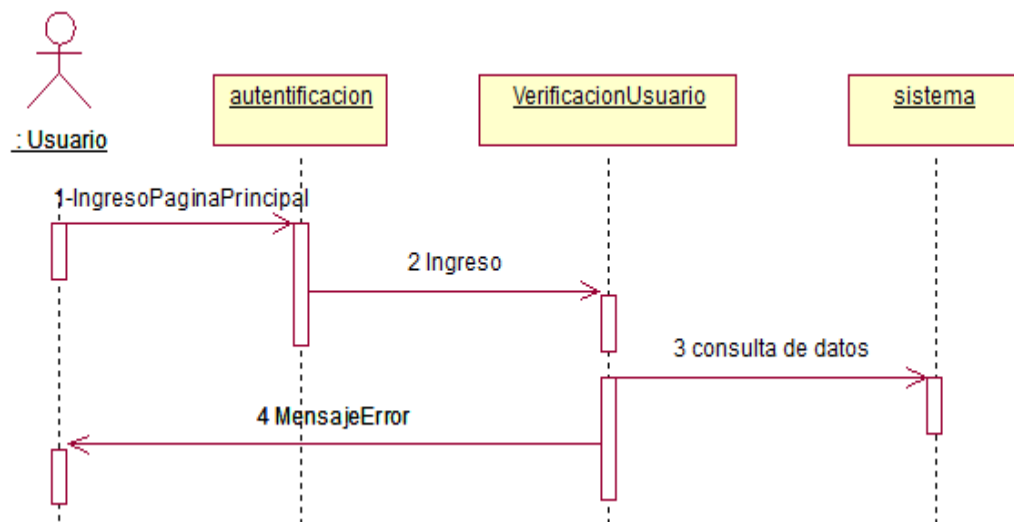 : Usuario
autentificacion
VerificacionUsuario
sistema
1-IngresoPaginaPrincipal
2 Ingreso
3 consulta de datos
4 MensajeError